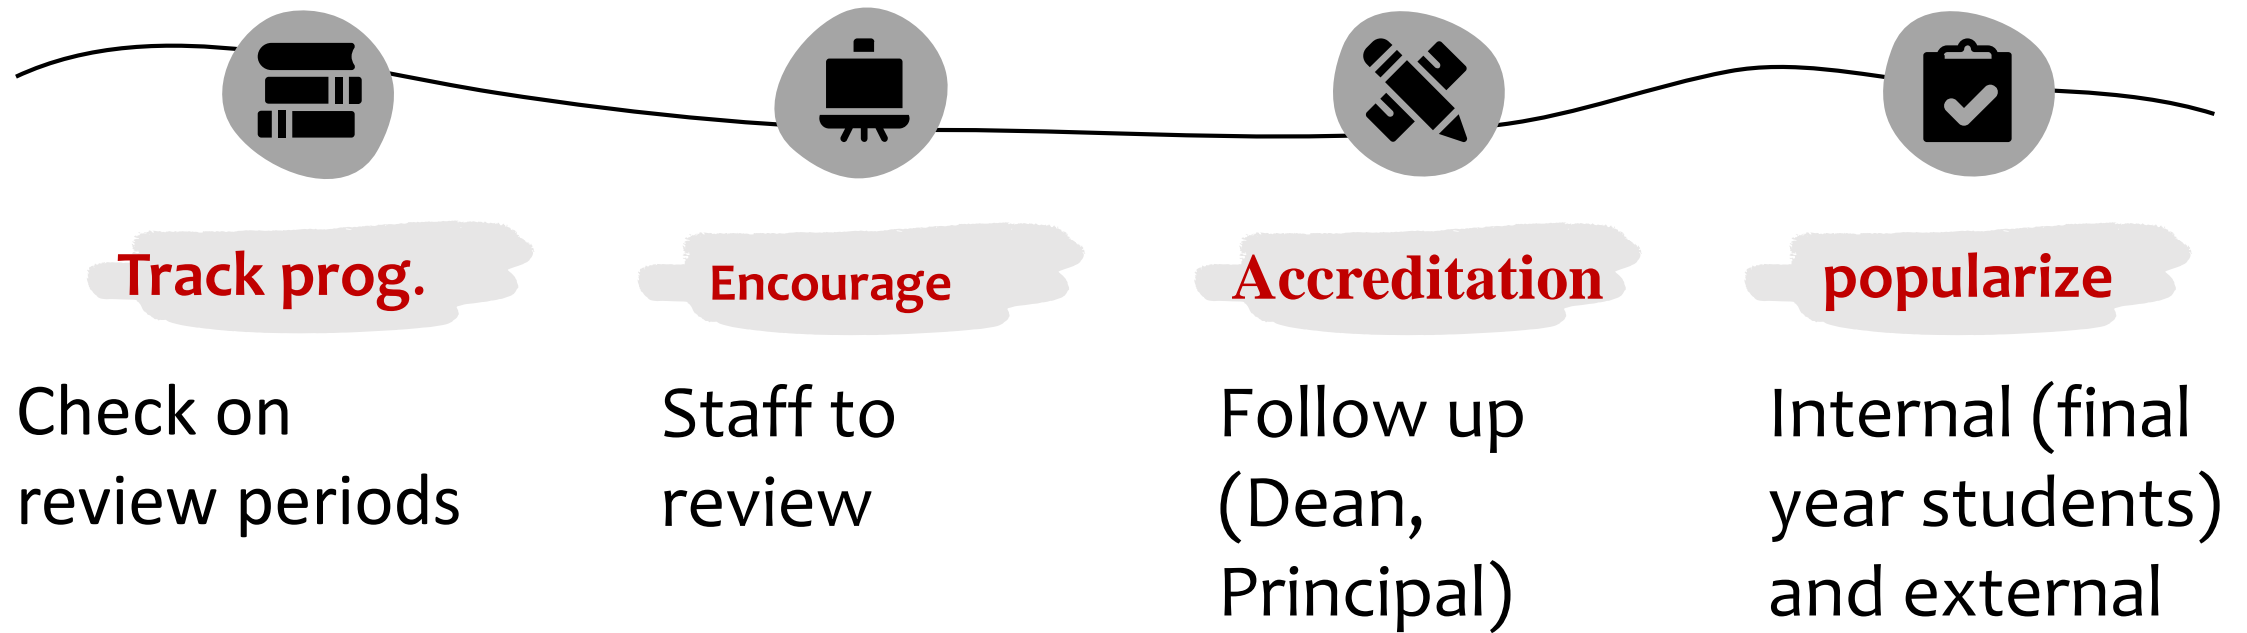 Track prog.
Encourage
Accreditation
popularize
Check on
review periods
Staff to
review
Follow up
(Dean,
Principal)
Internal (final
year students)
and external